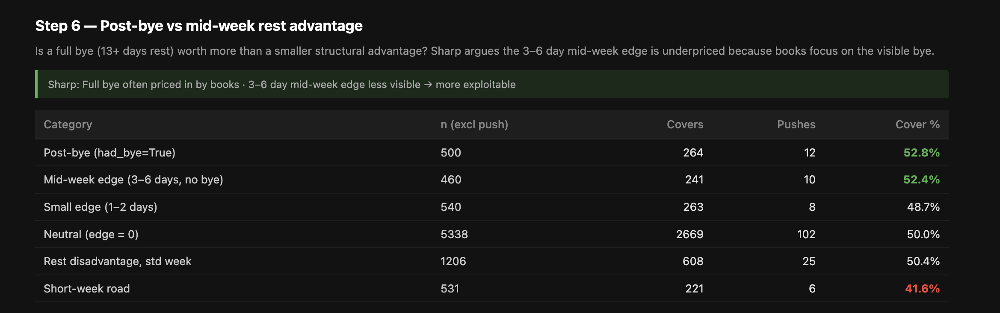 Step 6 — Post-bye vs mid-week rest advantage
Is a full bye (13+ days rest) worth more than a smaller structural advantage? Sharp argues the 3–6 day mid-week edge is underpriced because books focus on the visible bye.
Sharp: Full bye often priced in by books · 3–6 day mid-week edge less visible → more exploitable
Category n (excl push) Covers Pushes Cover %
Post-bye (had_bye=True) 500 264 12 52.8%
Mid-week edge (3–6 days, no bye) 460 241 10 52.4%
Small edge (1–2 days) 540 263 8 48.7%
Neutral (edge = 0) 5338 2669 102 50.0%
Rest disadvantage, std week 1206 608 25 50.4%
Short-week road 531 221 6 41.6%